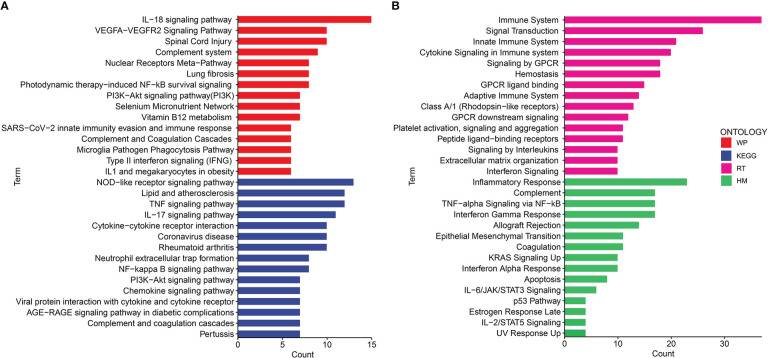 A
IL-18 signaling pathway
VEGFA-VEGFR2 Signaling Pathway
Spinal Cord Injury
Complement system
Nuclear Receptors Meta-Pathway
Lung fibrosis
Photodynamic therapy-induced NF-kB survival signaling
PI3K-Akt signaling pathway(PI3K)
Selenium Micronutrient Network
Vitamin B12 metabolism
SARS-CoV-2 innate immunity evasion and immune response
Complement and Coagulation Cascades
Microglia Pathogen Phagocytosis Pathway
Type II interferon signaling (IFNG)
IL1 and megakaryocytes in obesity
NOD-like receptor signaling pathway
Lipid and atherosclerosis
TNF signaling pathway
IL-17 signaling pathway
Cytokine-cytokine receptor interaction
Coronavirus disease
Rheumatoid arthritis
Neutrophil extracellular trap formation
NF-kappa B signaling pathway
PI3K-Akt signaling pathway
Chemokine signaling pathway
Viral protein interaction with cytokine and cytokine receptor
AGE-RAGE signaling pathway in diabetic complications
Complement and coagulation cascades
Pertussis
Term
0 5 10 15
Count
B
Immune System
Signal Transduction
Innate Immune system
Cytokine Signaling in Immune system
Signaling by GPCR
Hemostasis
GPCR ligand binding
Adaptive Immune System
Class A/1 (Rhodopsin-like receptors)
GPCR downstream signaling
Platelet activation, signaling and aggregation
Peptide ligand-binding receptors
Signaling by Interleukins
Extracellular matrix organization
Interferon Signaling
Inflammatory Response
Complement
TNF-alpha Signaling via NF-kB
Interferon Gamma Response
Allograft Rejection
Epithelial Mesenchymal Transition
Coagulation
KRAS Signaling Up
Interferon Alpha Response
Apoptosis
IL-6/JAK/STAT3 Signaling
p53 Pathway
Estrogen Response Late
IL-2/STAT5 Signaling
UV Response Up
Term
0 10 20 30
Count
ONTOLOGY
WP
KEGG
RT
HM